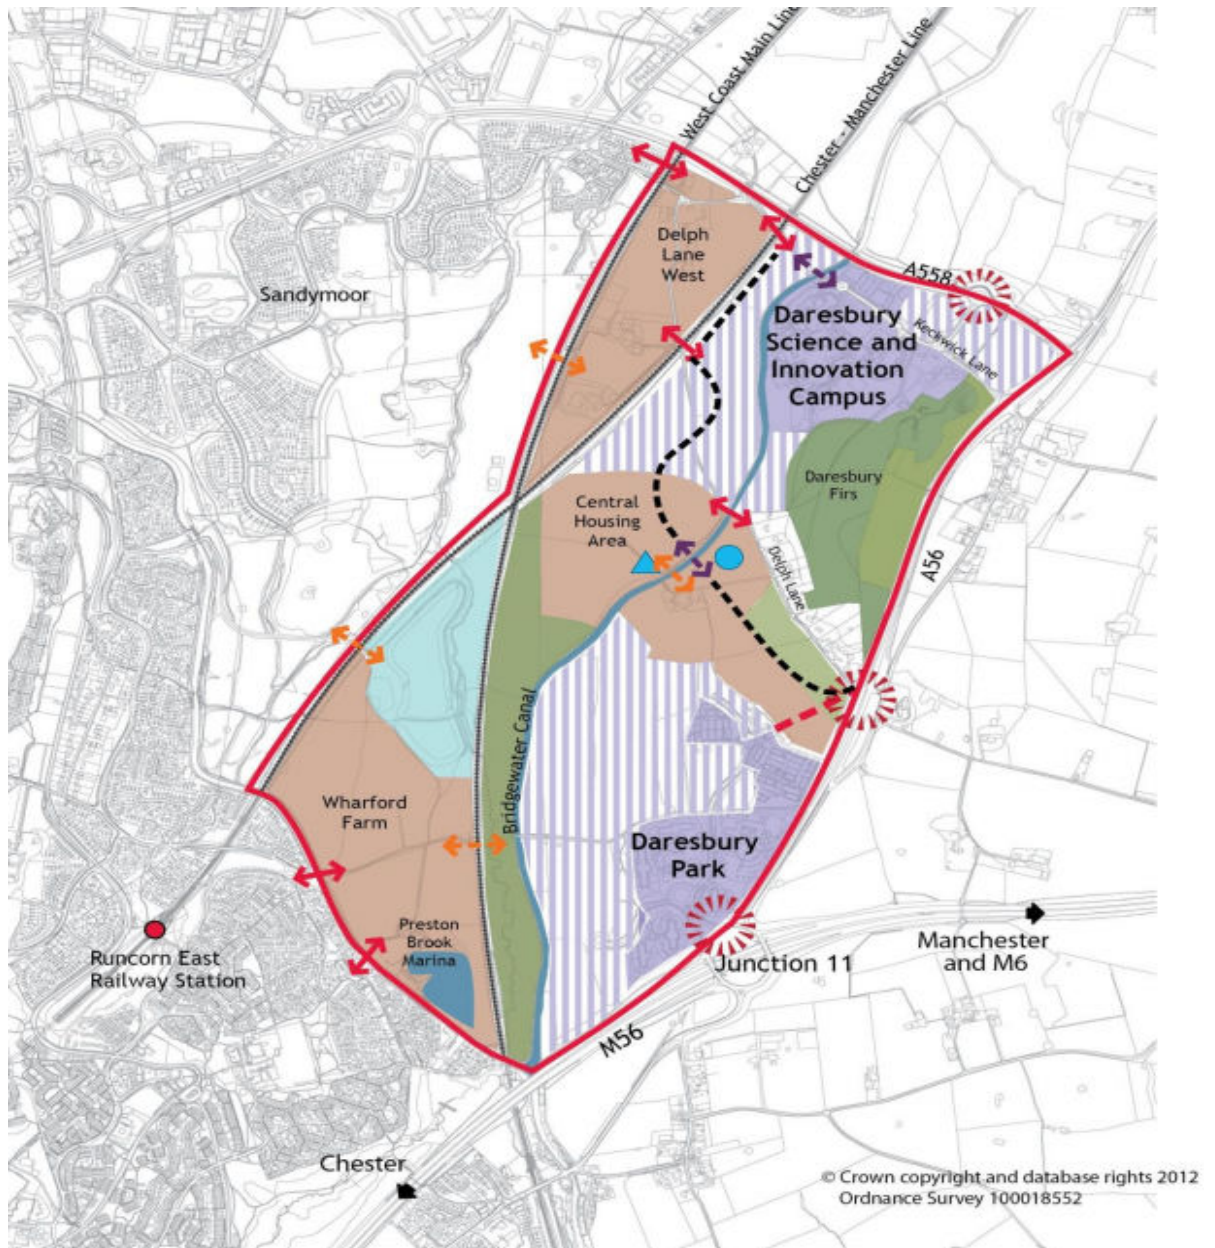 West Coast Main Line
Chester - Manchester Line
Delph
Lane
West
Sandymoor
A558
Keckwick Lane
Daresbury
Science and
Innovation
Campus
Daresbury
Firs
Central
Housing
Area
A56
Delph Lane
Bridgewater Canal
Wharford
Farm
Daresbury
Park
Preston
Brook
Marina
Runcorn East
Railway Station
Junction 11
Manchester
and M6
M56
Chester
© Crown copyright and database rights 2012
Ordnance Survey 100018552